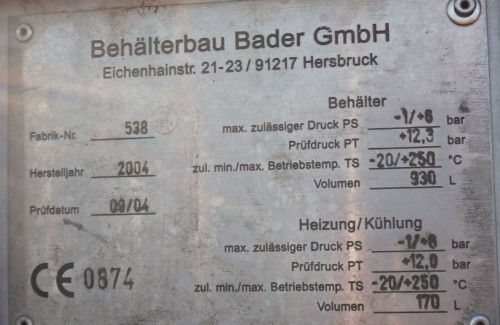 Behälterbau Bader GmbH
Eichenhainstr. 21-23 / 91217 Hersbruck
Fabrik-Nr. 538
Herstelljahr 2004
Prüfdatum 09/04
CE 0874
Behälter
max. zulässiger Druck PS -1/+6 bar
Prüfdruck PT +12,3 bar
zul. min./max. Betriebstemp. TS -20/+250 °C
Volumen 930 L
Heizung/Kühlung
max. zulässiger Druck PS -1/+6 bar
Prüfdruck PT +12,0 bar
zul. min./max. Betriebstemp. TS -20/+250 °C
Volumen 170 L